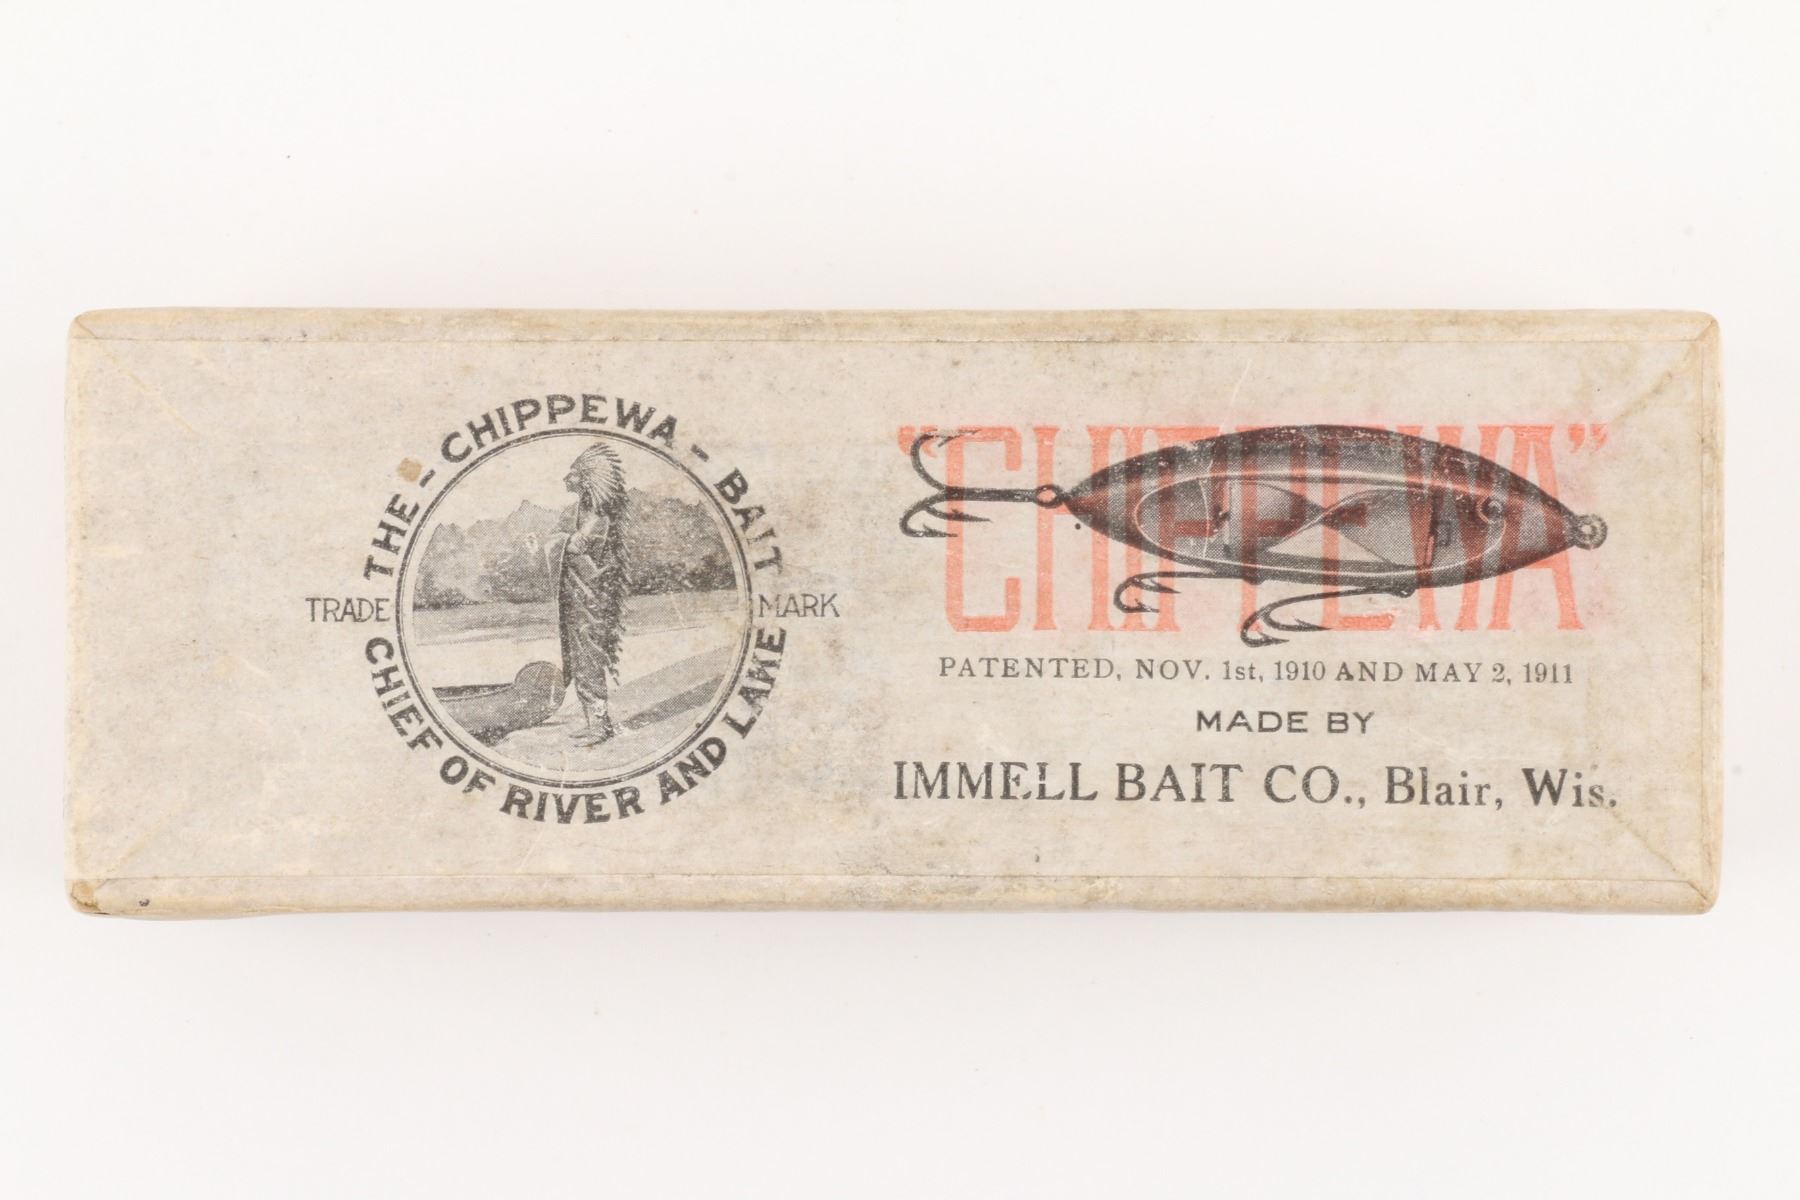 THE - CHIPPEWA - BAIT
TRADE MARK
CHIEF OF RIVER AND LAKE
"CHIPPEWA"
PATENTED, NOV. 1st, 1910 AND MAY 2, 1911
MADE BY
IMMELL BAIT CO., Blair, Wis.